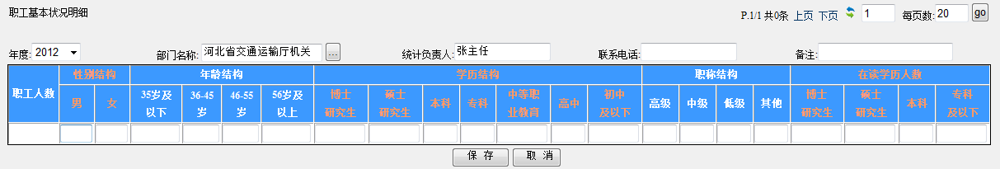 职工基本状况明细
P.1/1 共0条 上页 下页 1 每页数: 20 go
年度: 2012 部门名称: 河北省交通运输厅机关 ... 统计负责人: 张主任 联系电话: 备注:
职工人数 性别结构 年龄结构 学历结构 职称结构 在读学历人数
男 女 35岁及以下 36-45岁 46-55岁 56岁及以上 博士研究生 硕士研究生 本科 专科 中等职业教育 高中 初中及以下 高级 中级 低级 其他 博士研究生 硕士研究生 本科 专科及以下
保 存 取 消